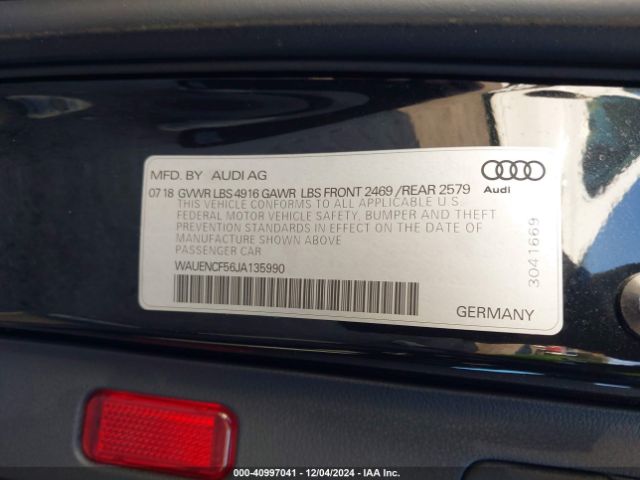 MFD. BY AUDI AG
07 18 GVWR LBS 4916 GAWR LBS FRONT 2469 /REAR 2579
THIS VEHICLE CONFORMS TO ALL APPLICABLE U S
FEDERAL MOTOR VEHICLE SAFETY, BUMPER AND THEFT
PREVENTION STANDARDS IN EFFECT ON THE DATE OF
MANUFACTURE SHOWN ABOVE
PASSENGER CAR
WAUENCF56JA135990
Audi
3041669
GERMANY
000-40997041 - 12/04/2024 - IAA Inc.